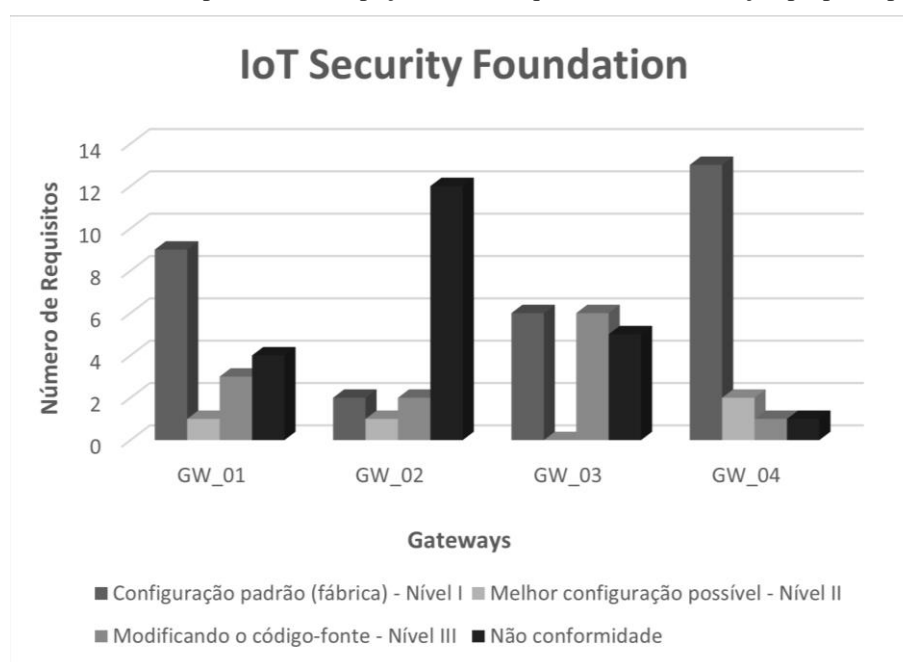 IoT Security Foundation
14
12
10
8
6
4
2
0
Número de Requisitos
GW_01 GW_02 GW_03 GW_04
Gateways
Configuração padrão (fábrica) - Nível I Melhor configuração possível - Nível II
Modificando o código-fonte - Nível III Não conformidade